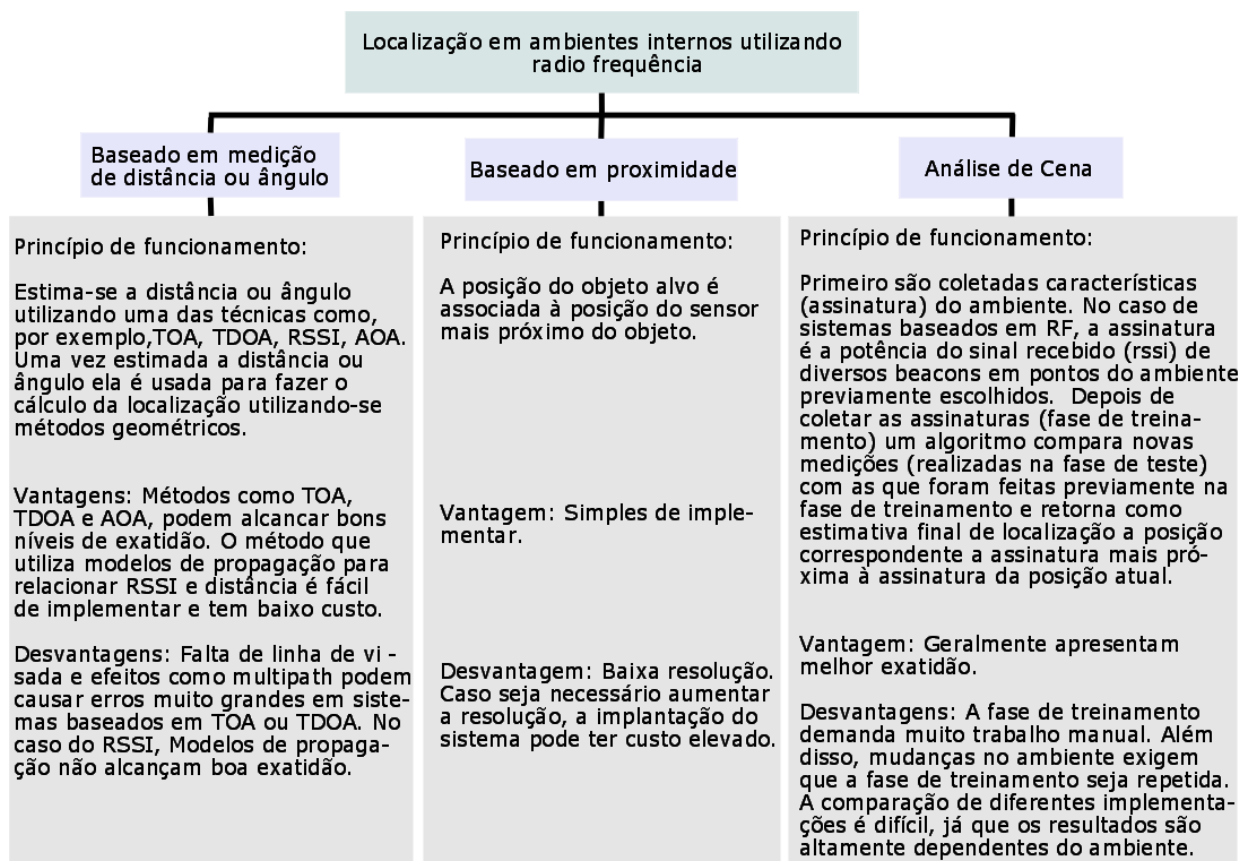 Localização em ambientes internos utilizando
radio frequência
Baseado em medição
de distância ou ângulo
Princípio de funcionamento:
Estima-se a distância ou ângulo
utilizando uma das técnicas como,
por exemplo,TOA, TDOA, RSSI, AOA.
Uma vez estimada a distância ou
ângulo ela é usada para fazer o
cálculo da localização utilizando-se
métodos geométricos.
Vantagens: Métodos como TOA,
TDOA e AOA, podem alcancar bons
níveis de exatidão. O método que
utiliza modelos de propagação para
relacionar RSSI e distância é fácil
de implementar e tem baixo custo.
Desvantagens: Falta de linha de vi -
sada e efeitos como multipath podem
causar erros muito grandes em siste-
mas baseados em TOA ou TDOA. No
caso do RSSI, Modelos de propaga-
ção não alcançam boa exatidão.
Baseado em proximidade
Princípio de funcionamento:
A posição do objeto alvo é
associada à posição do sensor
mais próximo do objeto.
Vantagem: Simples de imple-
mentar.
Desvantagem: Baixa resolução.
Caso seja necessário aumentar
a resolução, a implantação do
sistema pode ter custo elevado.
Análise de Cena
Princípio de funcionamento:
Primeiro são coletadas características
(assinatura) do ambiente. No caso de
sistemas baseados em RF, a assinatura
é a potência do sinal recebido (rssi) de
diversos beacons em pontos do ambiente
previamente escolhidos. Depois de
coletar as assinaturas (fase de treina-
mento) um algoritmo compara novas
medições (realizadas na fase de teste)
com as que foram feitas previamente na
fase de treinamento e retorna como
estimativa final de localização a posição
correspondente a assinatura mais pró-
xima à assinatura da posição atual.
Vantagem: Geralmente apresentam
melhor exatidão.
Desvantagens: A fase de treinamento
demanda muito trabalho manual. Além
disso, mudanças no ambiente exigem
que a fase de treinamento seja repetida.
A comparação de diferentes implementa-
ções é difícil, já que os resultados são
altamente dependentes do ambiente.